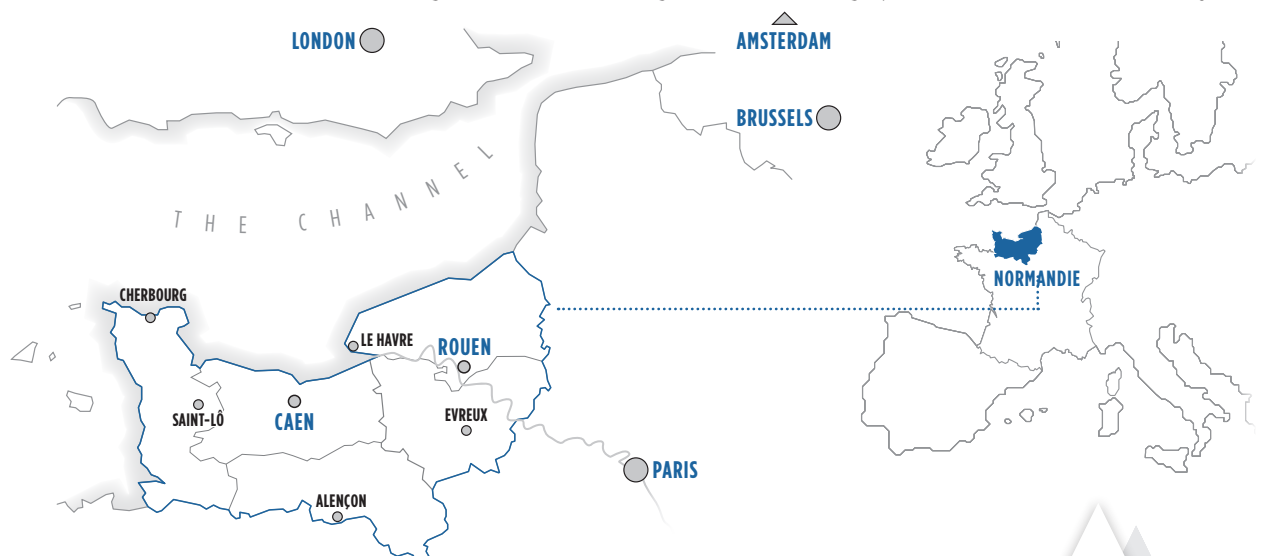 LONDON
AMSTERDAM
BRUSSELS
THE CHANNEL
NORMANDIE
CHERBOURG
LE HAVRE
ROUEN
SAINT-LÔ
CAEN
EVREUX
PARIS
ALENÇON